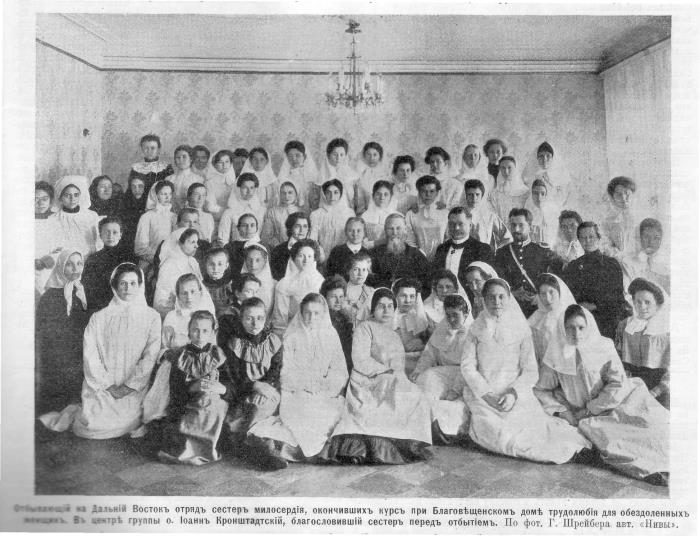 Отбывающій на Дальній Востокъ отрядъ сестеръ милосердія, окончившихъ курсъ при Благовѣщенскомъ домѣ трудолюбія для обездоленныхъ
женщинъ. Въ центрѣ группы о. Іоаннъ Кронштадтскій, благословившій сестеръ передъ отбытіемъ. По фот. Г. Шрейбера авт. «Нивы».